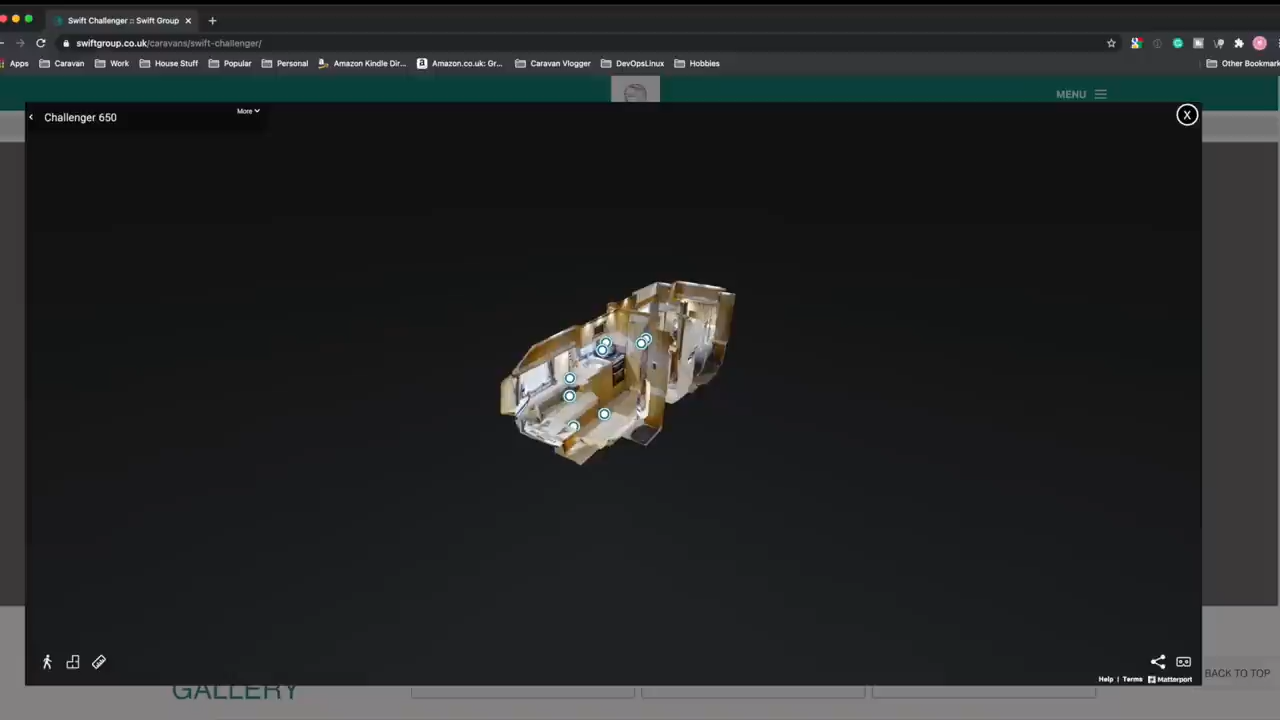 Swift Challenger :: Swift Group
swiftgroup.co.uk/caravans/swift-challenger/
Apps Caravan Work House Stuff Popular Personal Amazon Kindle Dir... Amazon.co.uk: Gr... Caravan Vlogger DevOpsLinux Hobbies Other Bookmark
MENU
Challenger 650
More
X
BACK TO TOP
Help | Terms Matterport
GALLERY